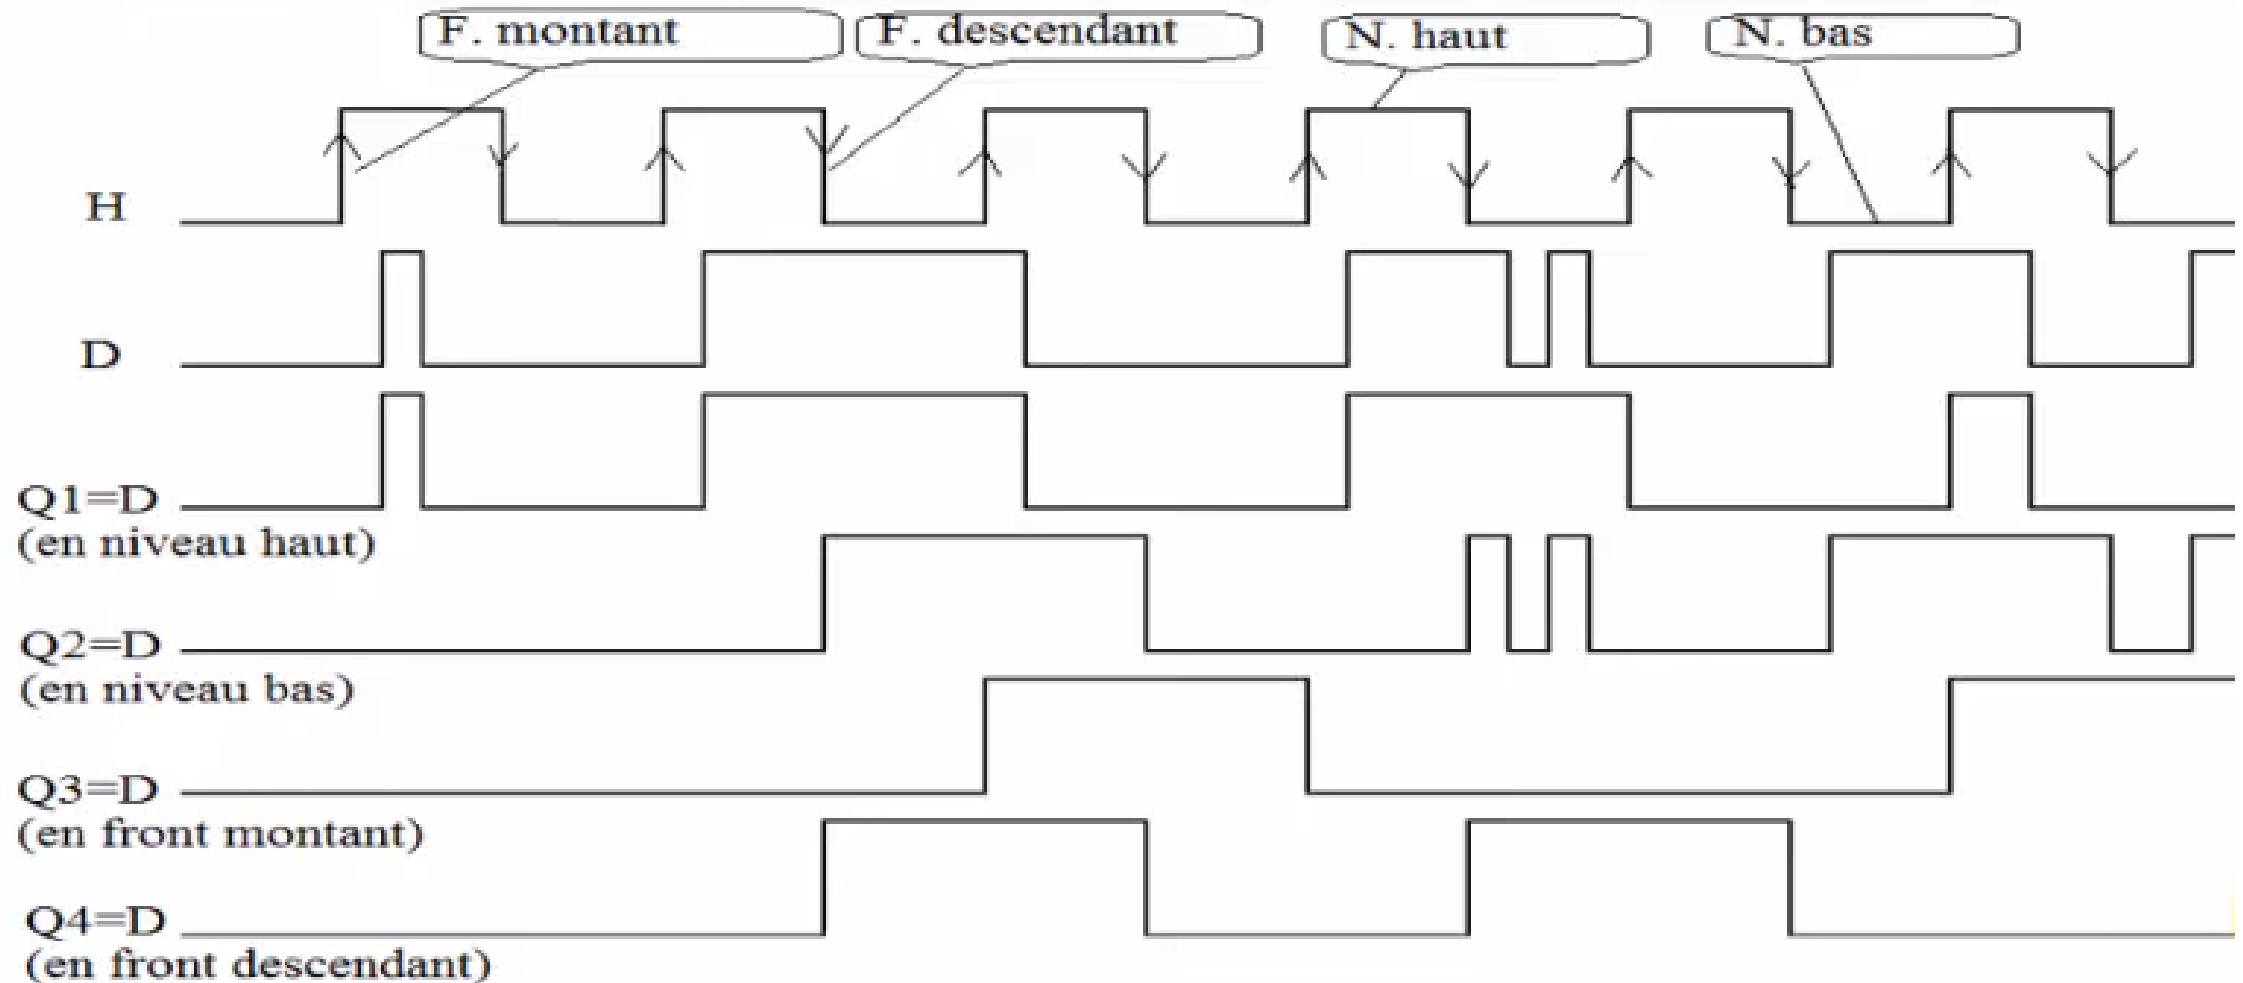 F. montant
F. descendant
N. haut
N. bas
H
D
Q1=D
(en niveau haut)
Q2=D
(en niveau bas)
Q3=D
(en front montant)
Q4=D
(en front descendant)